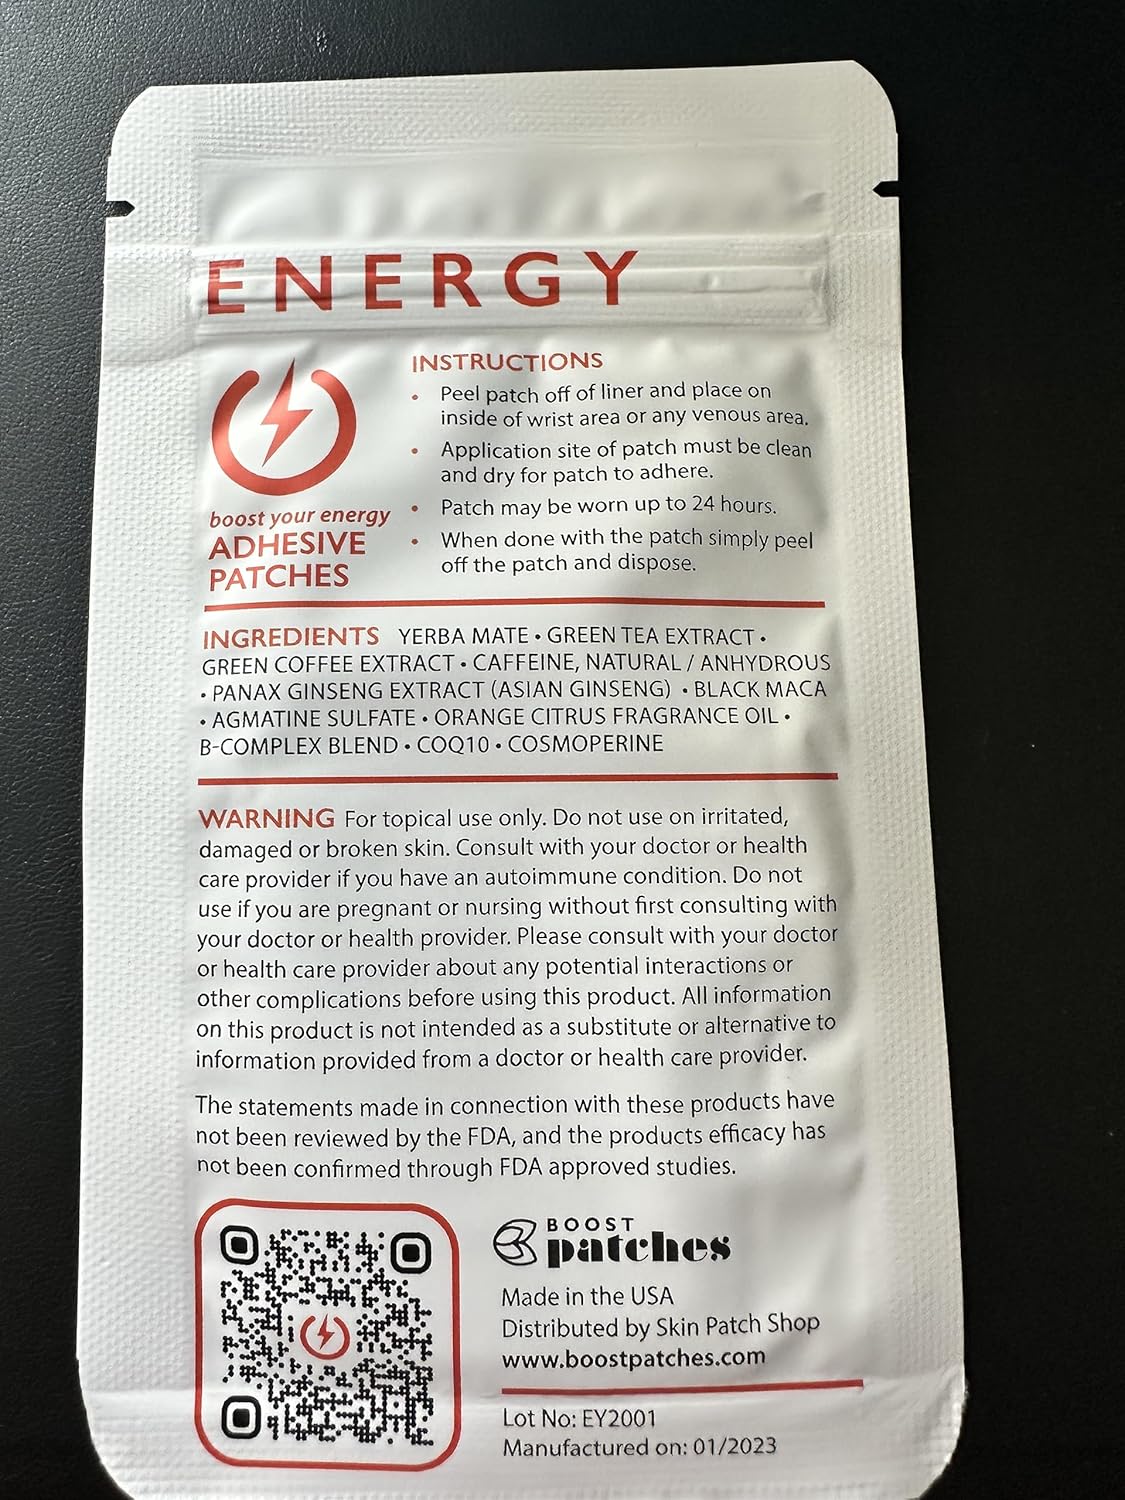 ENERGY
boost your energy
ADHESIVE
PATCHES
INSTRUCTIONS
• Peel patch off of liner and place on
inside of wrist area or any venous area.
• Application site of patch must be clean
and dry for patch to adhere.
• Patch may be worn up to 24 hours.
• When done with the patch simply peel
off the patch and dispose.
INGREDIENTS YERBA MATE • GREEN TEA EXTRACT •
GREEN COFFEE EXTRACT • CAFFEINE, NATURAL / ANHYDROUS
• PANAX GINSENG EXTRACT (ASIAN GINSENG) • BLACK MACA
• AGMATINE SULFATE • ORANGE CITRUS FRAGRANCE OIL •
B-COMPLEX BLEND • COQ10 • COSMOPERINE
WARNING For topical use only. Do not use on irritated,
damaged or broken skin. Consult with your doctor or health
care provider if you have an autoimmune condition. Do not
use if you are pregnant or nursing without first consulting with
your doctor or health provider. Please consult with your doctor
or health care provider about any potential interactions or
other complications before using this product. All information
on this product is not intended as a substitute or alternative to
information provided from a doctor or health care provider.
The statements made in connection with these products have
not been reviewed by the FDA, and the products efficacy has
not been confirmed through FDA approved studies.
BOOST
patches
Made in the USA
Distributed by Skin Patch Shop
www.boostpatches.com
Lot No: EY2001
Manufactured on: 01/2023